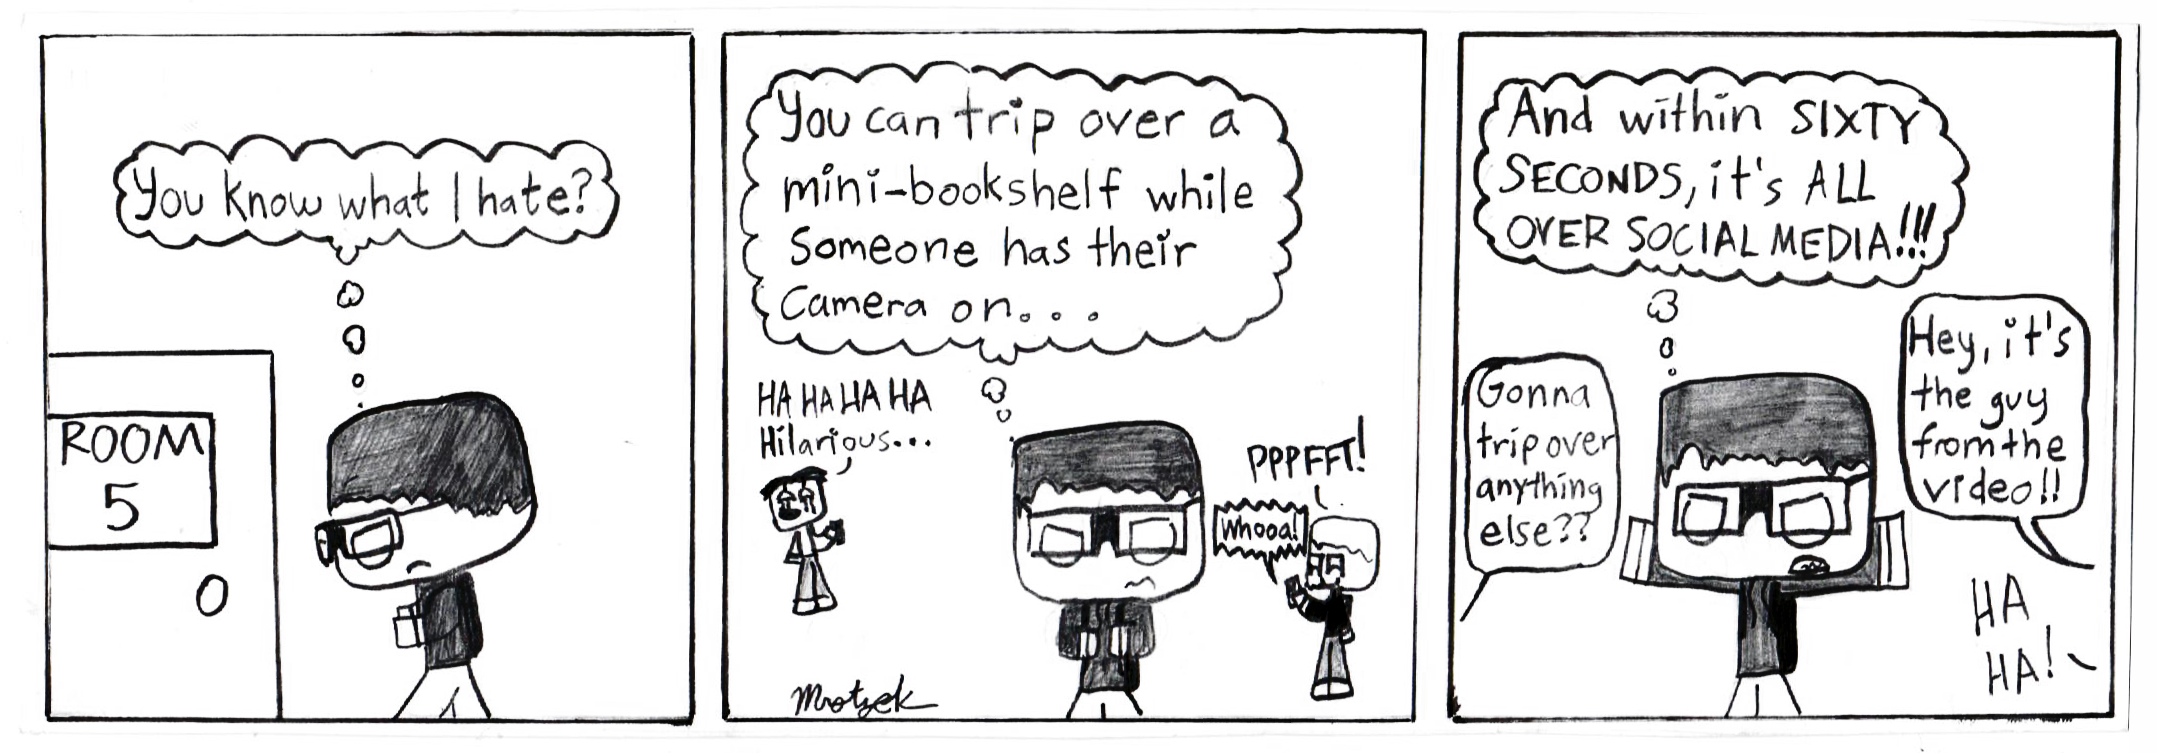 You know what I hate?
ROOM
5
You can trip over a
mini-bookshelf while
Someone has their
Camera on...
HA HA HA HA
Hilarious...
PPPFFT!
Whooa!
Mrotzek
And within SIXTY
SECONDS, it's ALL
OVER SOCIAL MEDIA!!!
Gonna
trip over
anything
else??
Hey, it's
the guy
from the
video!!
HA
HA!